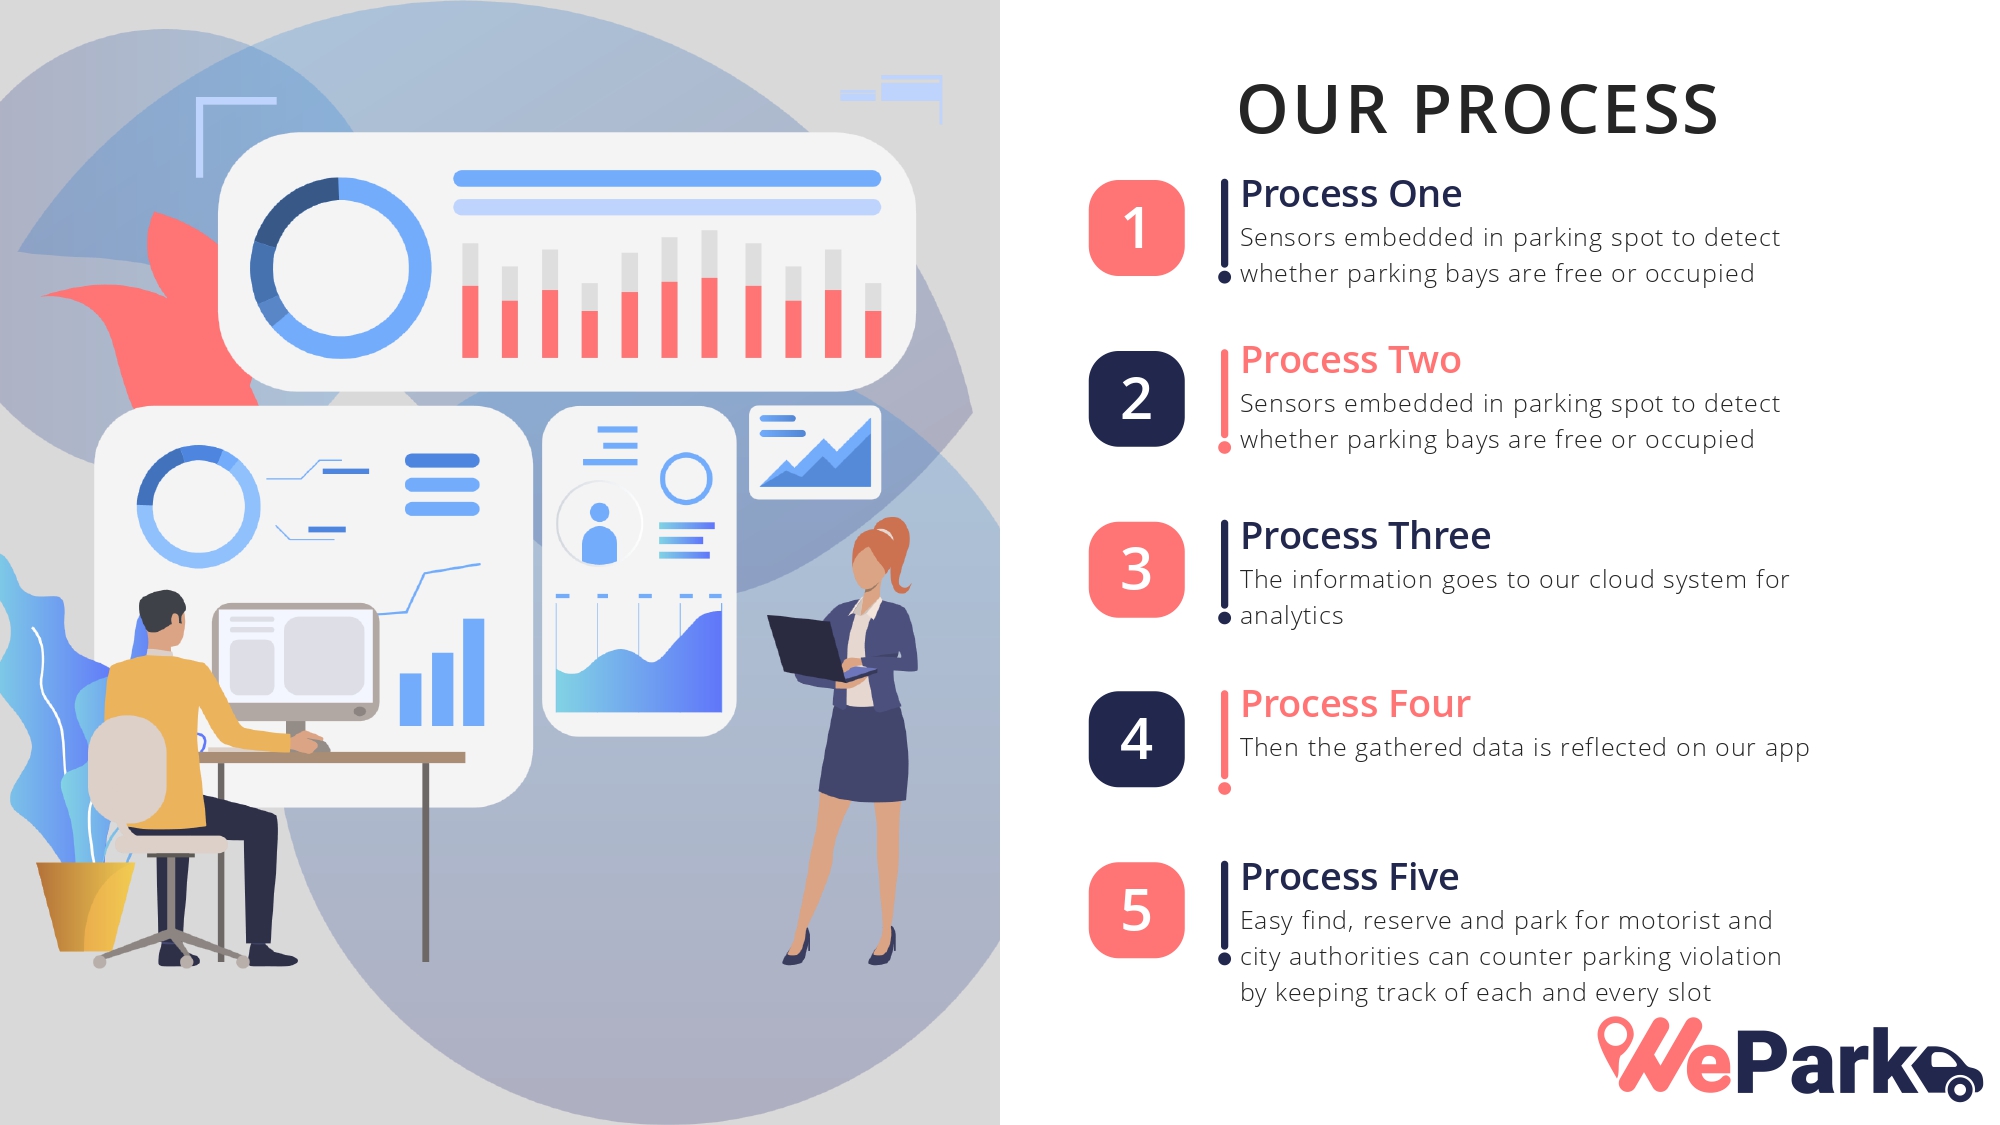 OUR PROCESS
1
Process One
Sensors embedded in parking spot to detect
whether parking bays are free or occupied
2
Process Two
Sensors embedded in parking spot to detect
whether parking bays are free or occupied
3
Process Three
The information goes to our cloud system for
analytics
4
Process Four
Then the gathered data is reflected on our app
5
Process Five
Easy find, reserve and park for motorist and
city authorities can counter parking violation
by keeping track of each and every slot
WePark